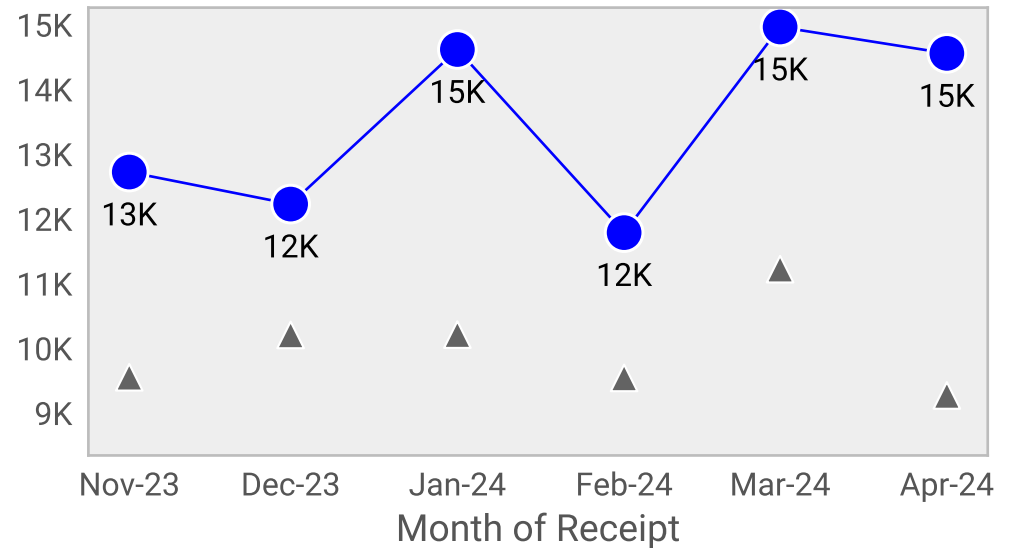 15K
14K
13K
12K
11K
10K
9K
13K
12K
15K
12K
15K
15K
Nov-23 Dec-23 Jan-24 Feb-24 Mar-24 Apr-24
Month of Receipt